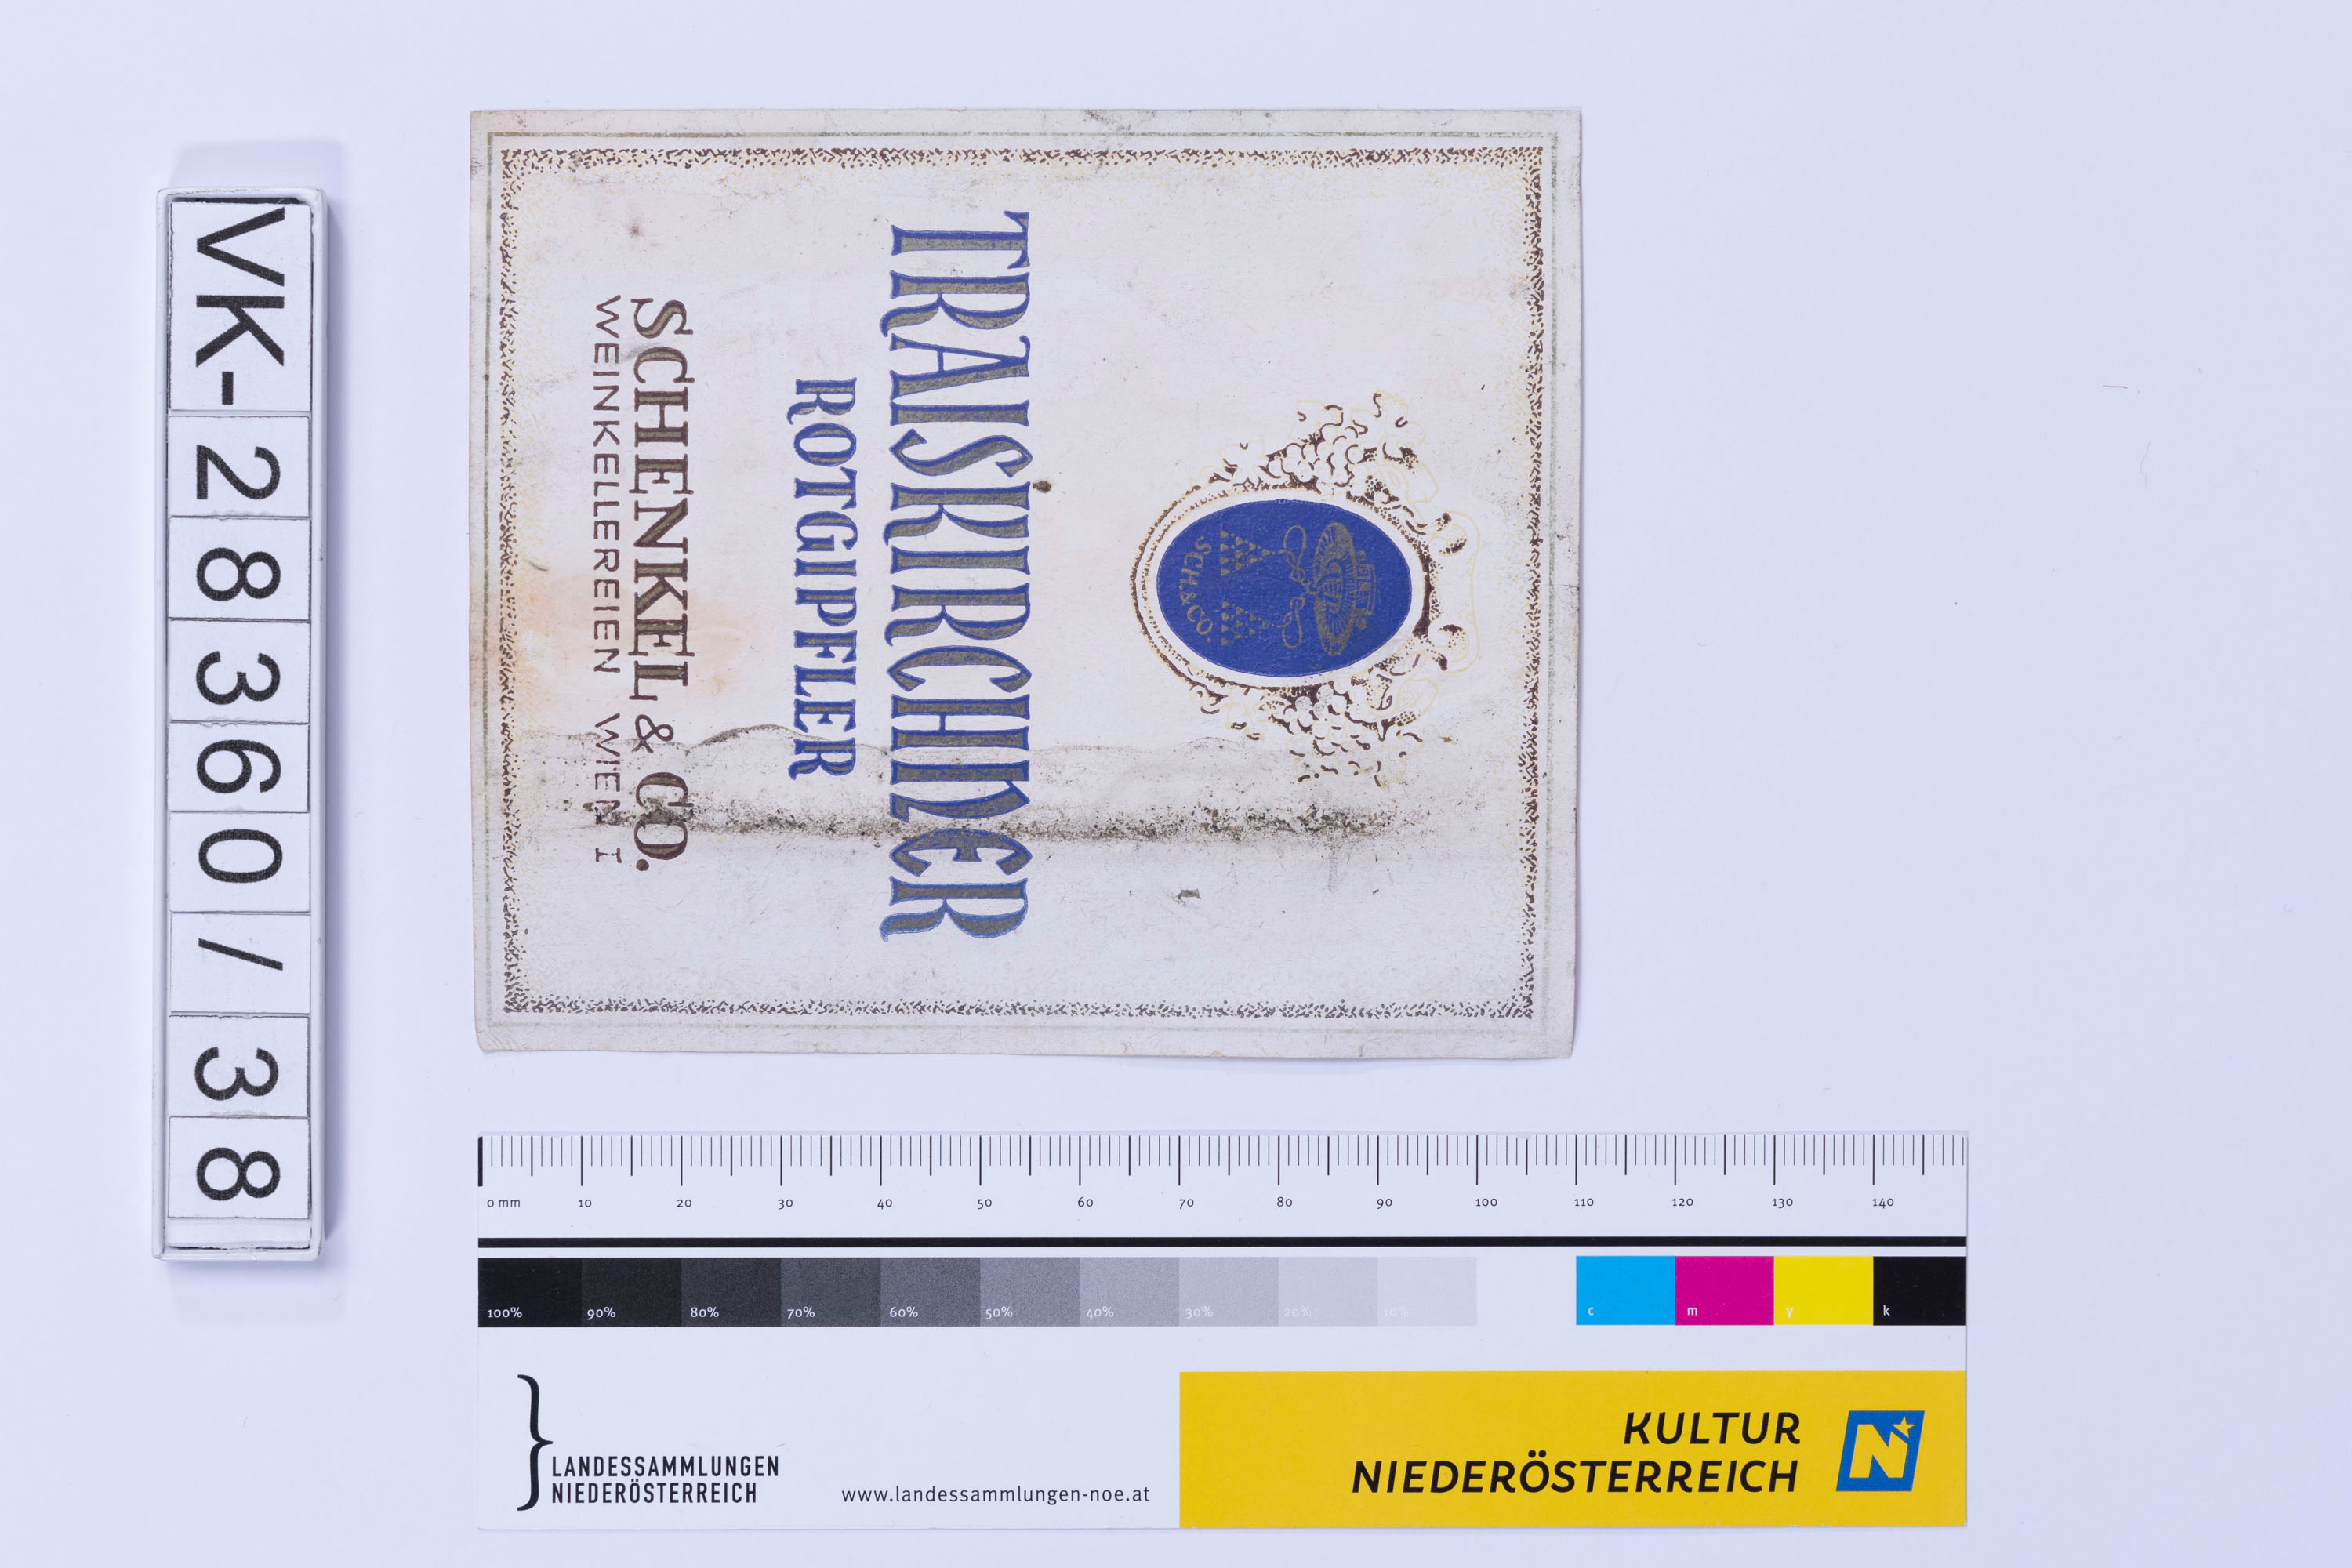 VK-28360/38
SCH.&CO.
TRAISKIRCHNER
ROTGIPFLER
SCHENKEL & CO.
WEINKELLEREIEN WIEN I
0 mm 10 20 30 40 50 60 70 80 90 100 110 120 130 140
100% 90% 80% 70% 60% 50% 40% 30% 20% 10% c m y k
LANDESSAMMLUNGEN
NIEDERÖSTERREICH
www.landessammlungen-noe.at
KULTUR
NIEDERÖSTERREICH
N